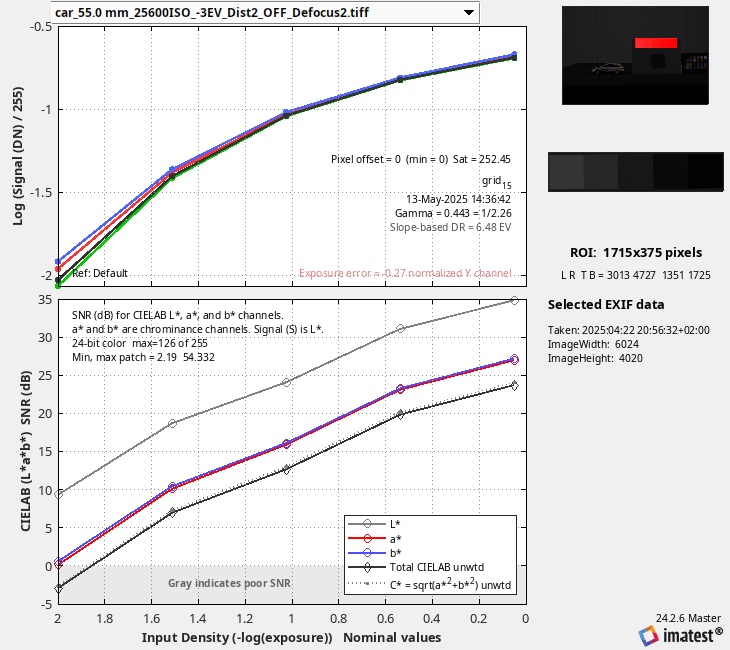 car_55.0 mm_25600ISO_-3EV_Dist2_OFF_Defocus2.tiff
-0.5
-1
-1.5
-2
Log (Signal (DN) / 255)
Pixel offset = 0 (min = 0) Sat = 252.45
grid15
13-May-2025 14:36:42
Gamma = 0.443 = 1/2.26
Slope-based DR = 6.48 EV
Ref: Default
Exposure error = -0.27 normalized Y channel
35
30
25
20
15
10
5
0
-5
CIELAB (L*a*b*) SNR (dB)
SNR (dB) for CIELAB L*, a*, and b* channels.
a* and b* are chrominance channels. Signal (S) is L*.
24-bit color max=126 of 255
Min, max patch = 2.19 54.332
L*
a*
b*
Total CIELAB unwtd
C* = sqrt(a*2+b*2) unwtd
Gray indicates poor SNR
2 1.8 1.6 1.4 1.2 1 0.8 0.6 0.4 0.2 0
Input Density (-log(exposure)) Nominal values
ROI: 1715x375 pixels
L R T B = 3013 4727 1351 1725
Selected EXIF data
Taken: 2025:04:22 20:56:32+02:00
ImageWidth: 6024
ImageHeight: 4020
24.2.6 Master
imatest®